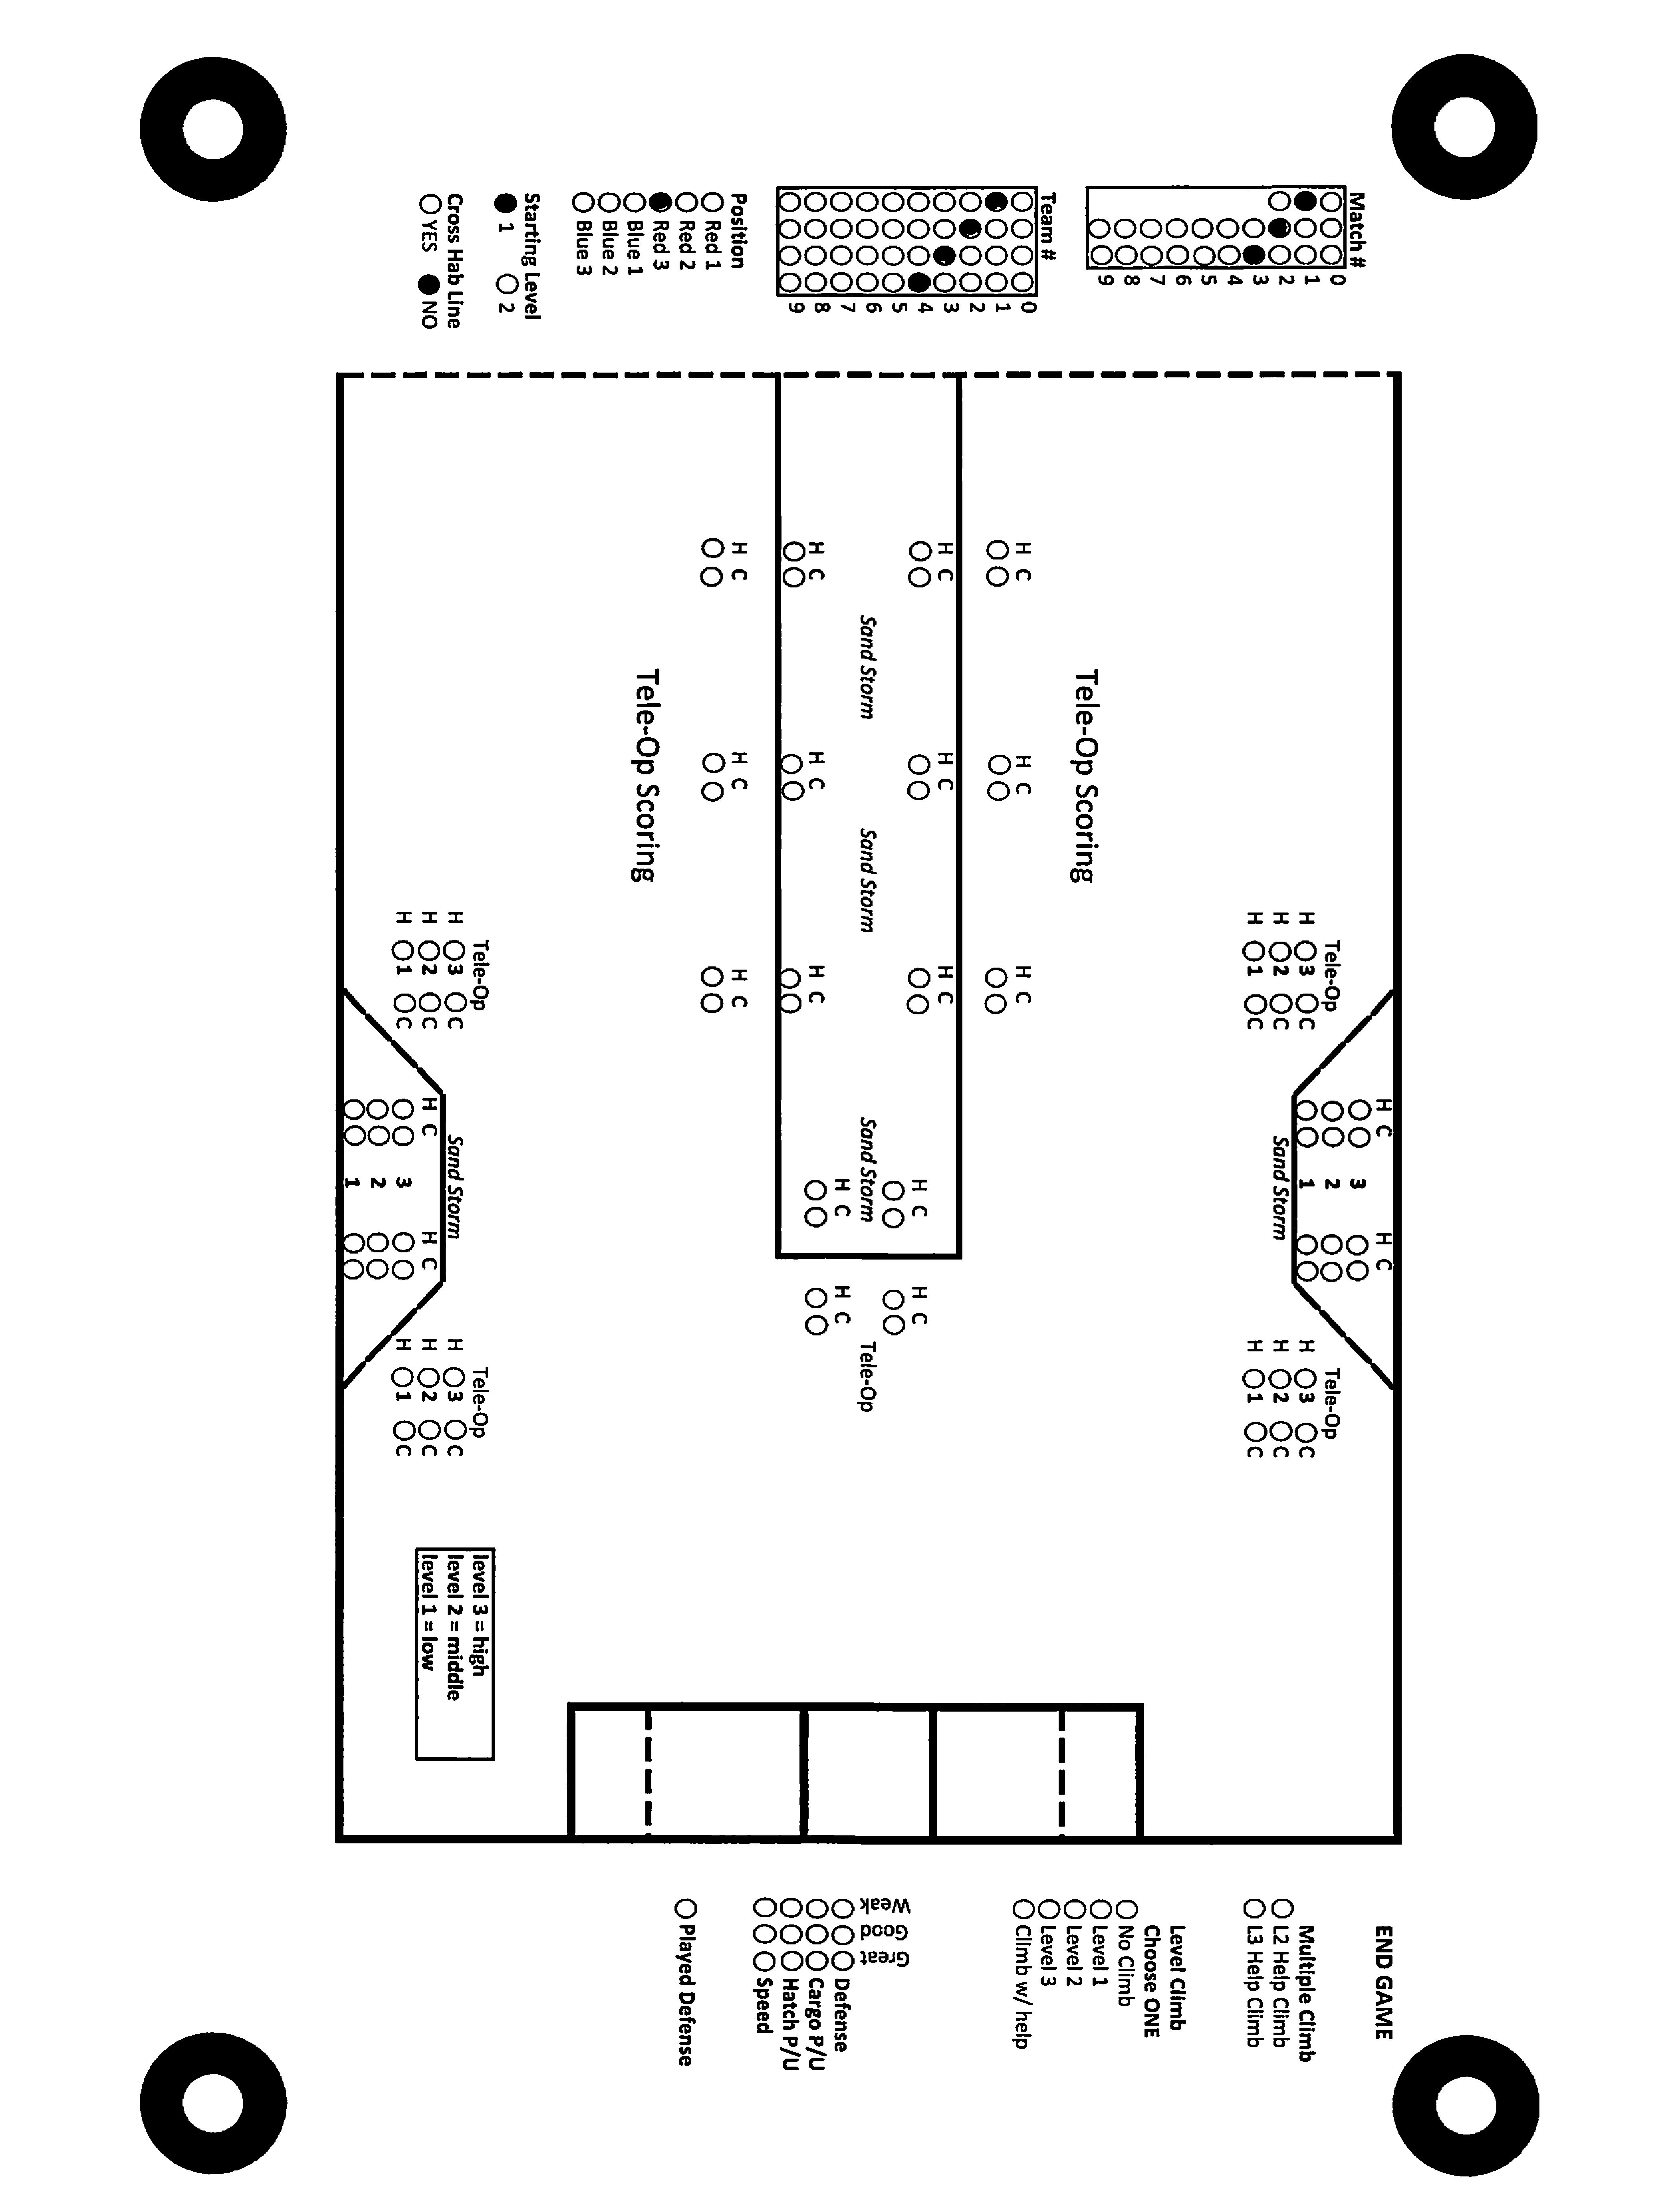 Match #
0
1
2
3
4
5
6
7
8
9
Team #
0
1
2
3
4
5
6
7
8
9
Position
Red 1
Red 2
Red 3
Blue 1
Blue 2
Blue 3
Starting Level
1 2
Cross Hab Line
YES NO
H C H C
3
2
1
Sand Storm
Tele-Op
H 3 C
H 2 C
H 1 C
Tele-Op
H 3 C
H 2 C
H 1 C
Tele-Op Scoring
H C H C H C
H C H C H C
H C H C
Sand Storm Sand Storm Sand Storm Tele-Op
H C H C
H C H C H C
H C H C H C
Tele-Op Scoring
Tele-Op
H 3 C
H 2 C
H 1 C
Tele-Op
H 3 C
H 2 C
H 1 C
Sand Storm
H C H C
3
2
1
level 3 = high
level 2 = middle
level 1 = low
END GAME
Multiple Climb
L2 Help Climb
L3 Help Climb
Level Climb
Choose ONE
No Climb
Level 1
Level 2
Level 3
Climb w/ help
Weak Good Great
Defense
Cargo P/U
Hatch P/U
Speed
Played Defense